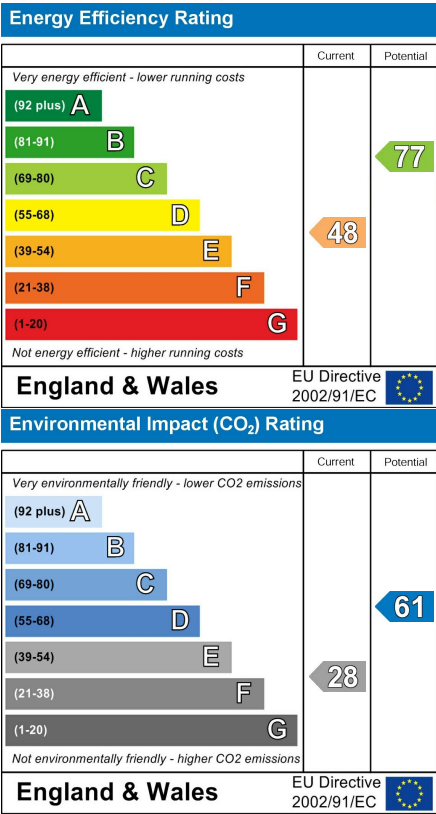 Energy Efficiency Rating
Current Potential
Very energy efficient - lower running costs
(92 plus) A
(81-91) B
77
(69-80) C
(55-68) D
48
(39-54) E
(21-38) F
(1-20) G
Not energy efficient - higher running costs
England & Wales
EU Directive
2002/91/EC
Environmental Impact (CO₂) Rating
Current Potential
Very environmentally friendly - lower CO2 emissions
(92 plus) A
(81-91) B
(69-80) C
61
(55-68) D
(39-54) E
28
(21-38) F
(1-20) G
Not environmentally friendly - higher CO2 emissions
England & Wales
EU Directive
2002/91/EC